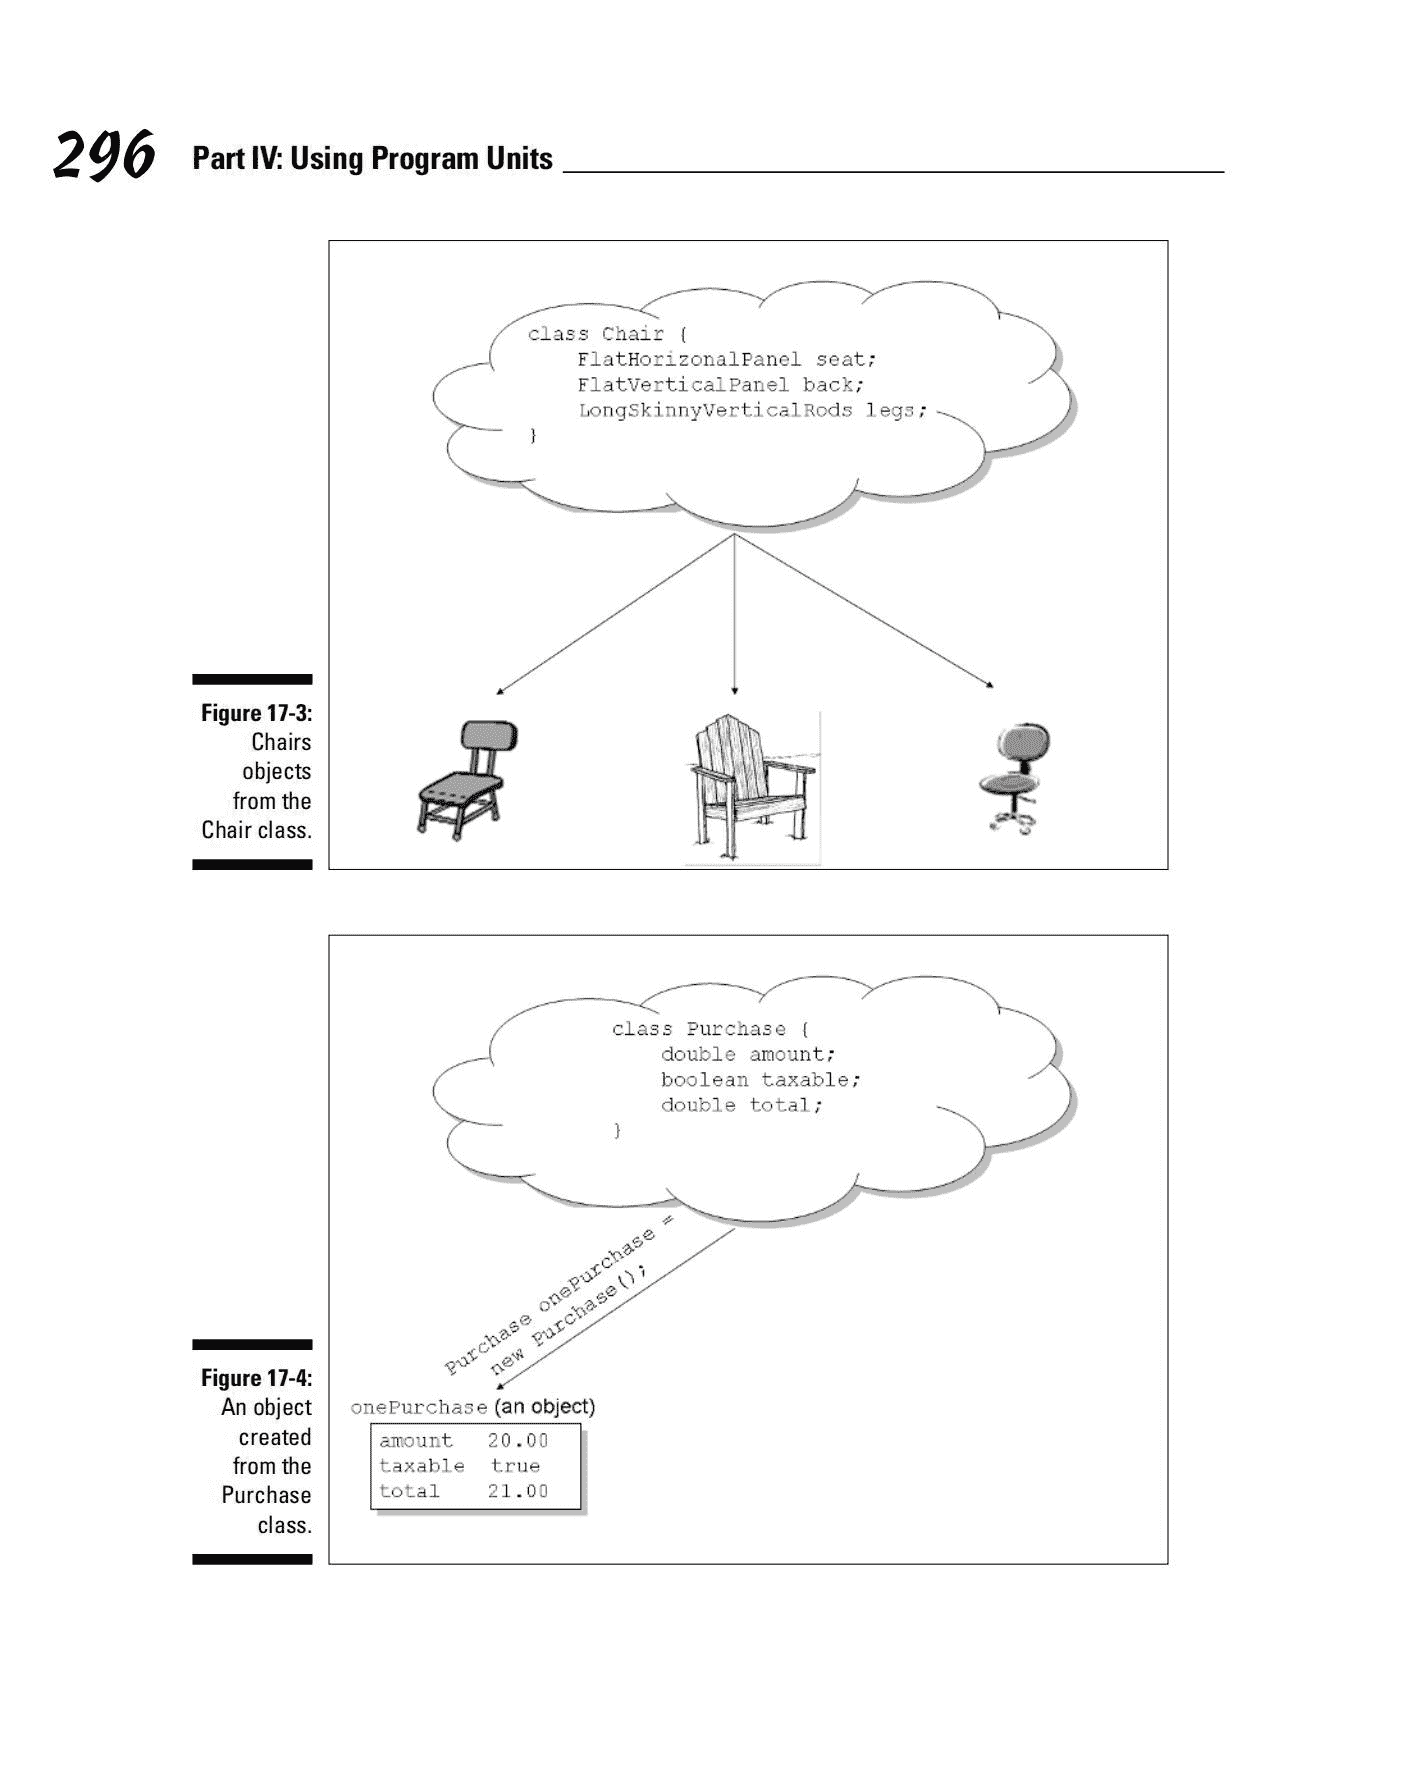 296 Part IV: Using Program Units
class Chair {
FlatHorizonalPanel seat;
FlatVerticalPanel back;
LongSkinnyVerticalRods legs;
}
Figure 17-3:
Chairs
objects
from the
Chair class.
class Purchase {
double amount;
boolean taxable;
double total;
}
Purchase onePurchase =
new Purchase();
onePurchase (an object)
amount 20.00
taxable true
total 21.00
Figure 17-4:
An object
created
from the
Purchase
class.